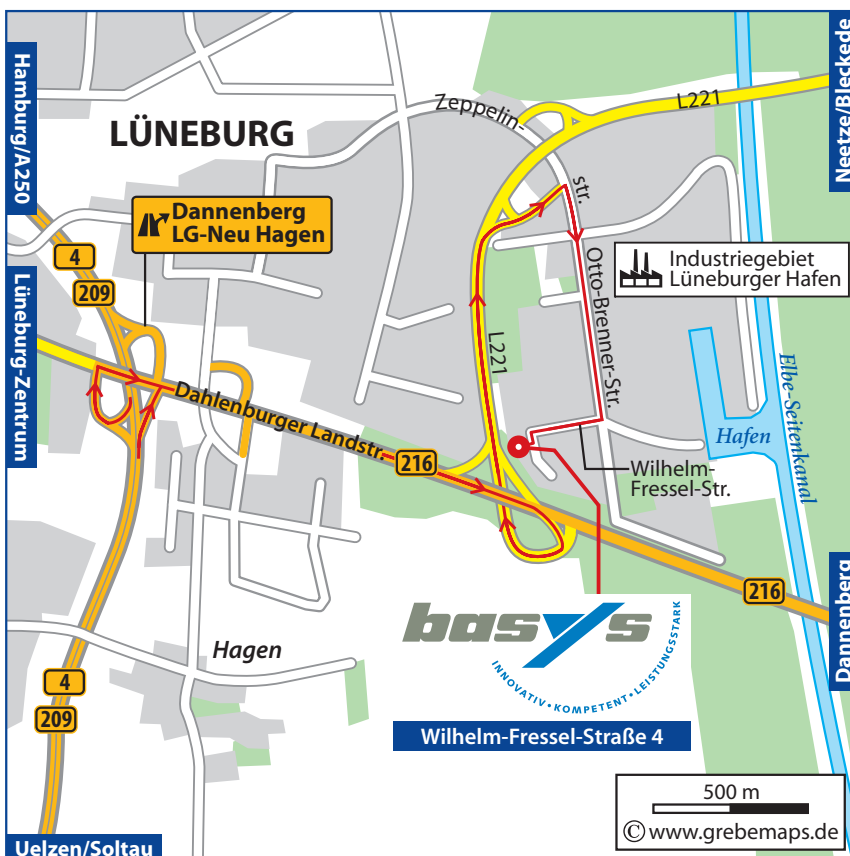 Hamburg/A250
LÜNEBURG
Zeppelin-
str.
L221
Neetze/Bleckede
Dannenberg
LG-Neu Hagen
4
209
Industriegebiet
Lüneburger Hafen
Lüneburg-Zentrum
Otto-Brenner-Str.
L221
Elbe-Seitenkanal
Dahlenburger Landstr.
216
Hafen
Wilhelm-
Fressel-Str.
216
Dannenberg
basys
INNOVATIV • KOMPETENT • LEISTUNGSSTARK
Hagen
4
209
Wilhelm-Fressel-Straße 4
500 m
© www.grebemaps.de
Uelzen/Soltau